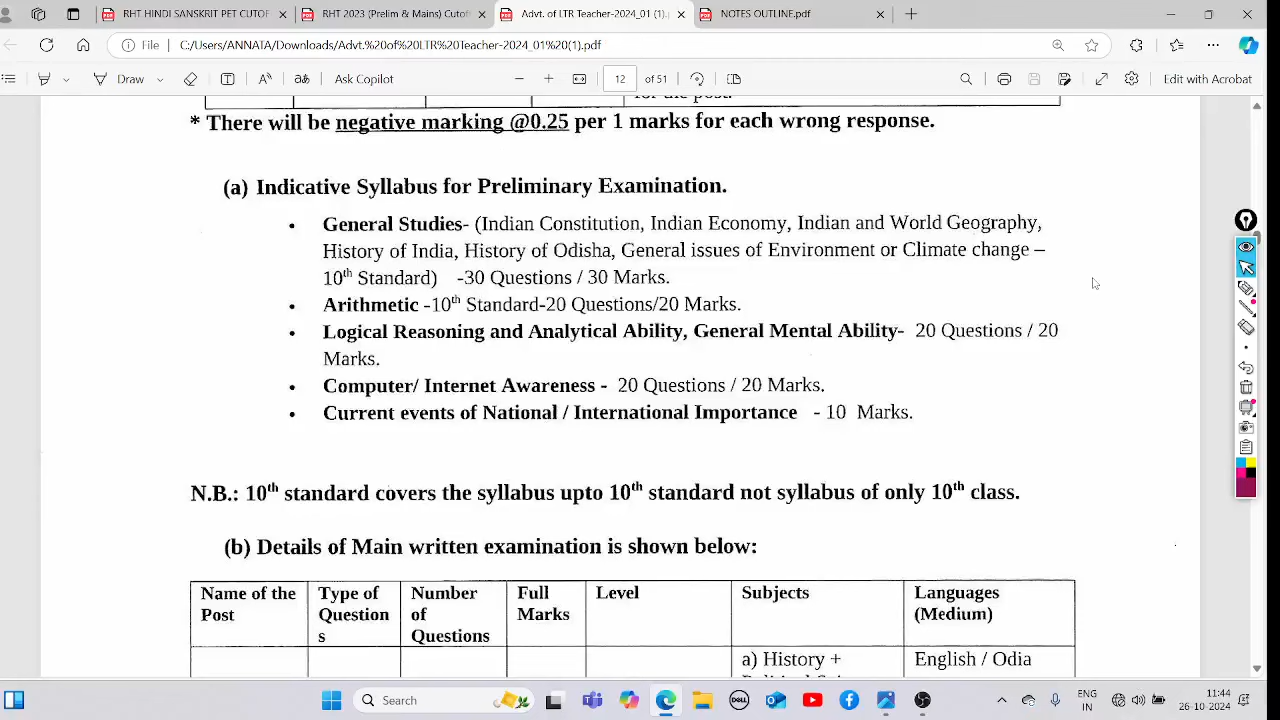 RHT HINDI SANSKRIT PET CUTOF
RHT 2023 (Prelim & Mains) Cutof
Advt. of LTR Teacher-2024_01 (1).p
NOTES OUTLINE.pdf
File
C:/Users/ANNATA/Downloads/Advt.%20of%20LTR%20Teacher-2024_01%20(1).pdf
Draw
Ask Copilot
12 of 51
Edit with Acrobat
for the post.
* There will be negative marking @0.25 per 1 marks for each wrong response.
(a) Indicative Syllabus for Preliminary Examination.
• General Studies- (Indian Constitution, Indian Economy, Indian and World Geography,
History of India, History of Odisha, General issues of Environment or Climate change –
10th Standard) -30 Questions / 30 Marks.
• Arithmetic -10th Standard-20 Questions/20 Marks.
• Logical Reasoning and Analytical Ability, General Mental Ability- 20 Questions / 20
Marks.
• Computer/ Internet Awareness - 20 Questions / 20 Marks.
• Current events of National / International Importance - 10 Marks.
N.B.: 10th standard covers the syllabus upto 10th standard not syllabus of only 10th class.
(b) Details of Main written examination is shown below:
Name of the
Post
Type of
Question
s
Number
of
Questions
Full
Marks
Level
Subjects
Languages
(Medium)
a) History +
English / Odia
Search
ENG
IN
11:44
26-10-2024